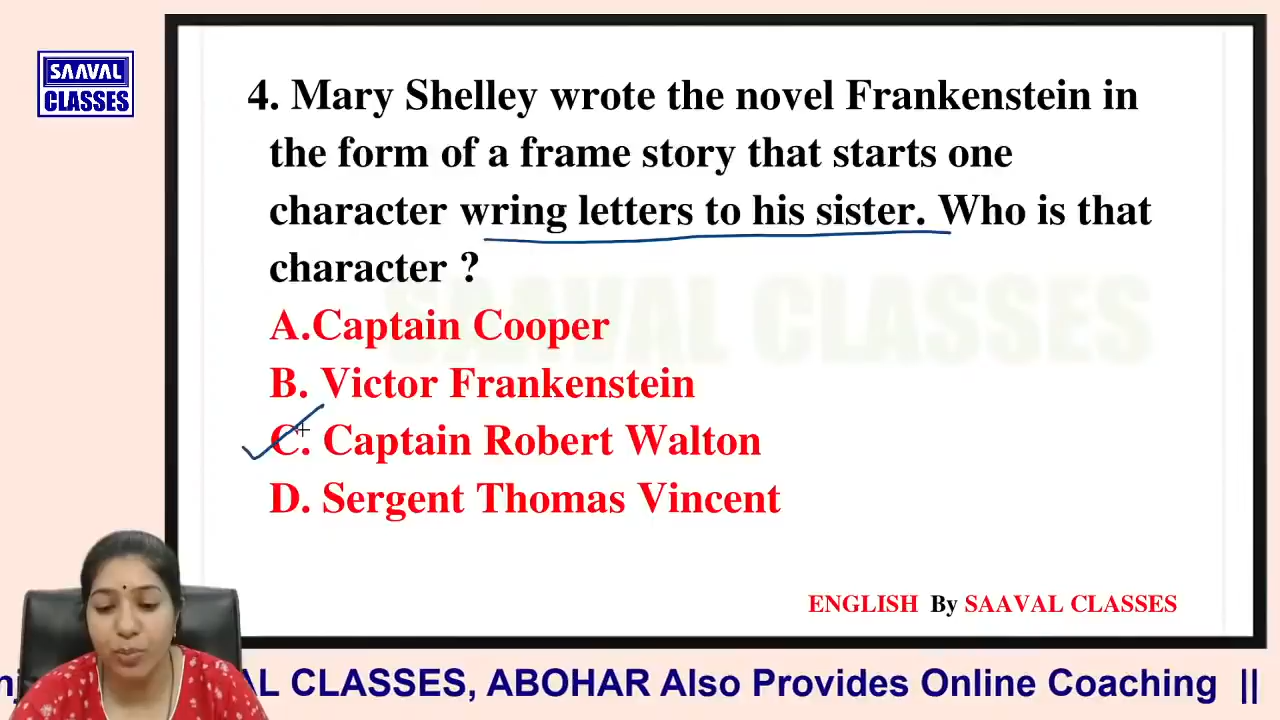 SAAVAL
CLASSES
4. Mary Shelley wrote the novel Frankenstein in
the form of a frame story that starts one
character wring letters to his sister. Who is that
character ?
SAAVAL CLASSES
A.Captain Cooper
B. Victor Frankenstein
C. Captain Robert Walton
D. Sergent Thomas Vincent
ENGLISH By SAAVAL CLASSES
AL CLASSES, ABOHAR Also Provides Online Coaching ||